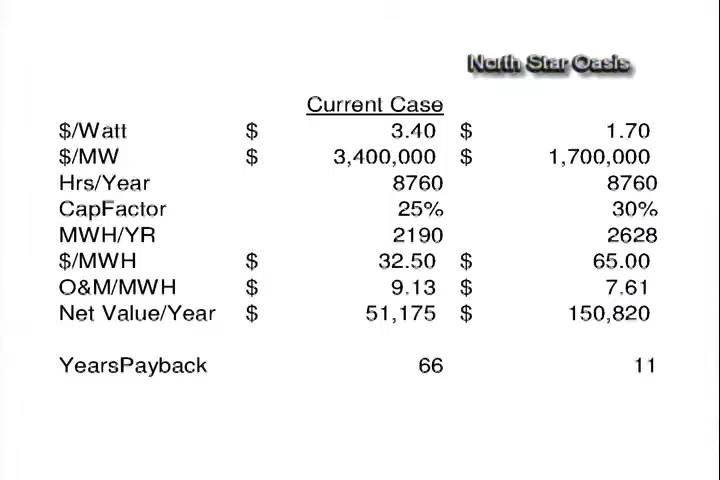 North Star Oasis
Current Case
$/Watt $ 3.40 $ 1.70
$/MW $ 3,400,000 $ 1,700,000
Hrs/Year 8760 8760
CapFactor 25% 30%
MWH/YR 2190 2628
$/MWH $ 32.50 $ 65.00
O&M/MWH $ 9.13 $ 7.61
Net Value/Year $ 51,175 $ 150,820
YearsPayback 66 11